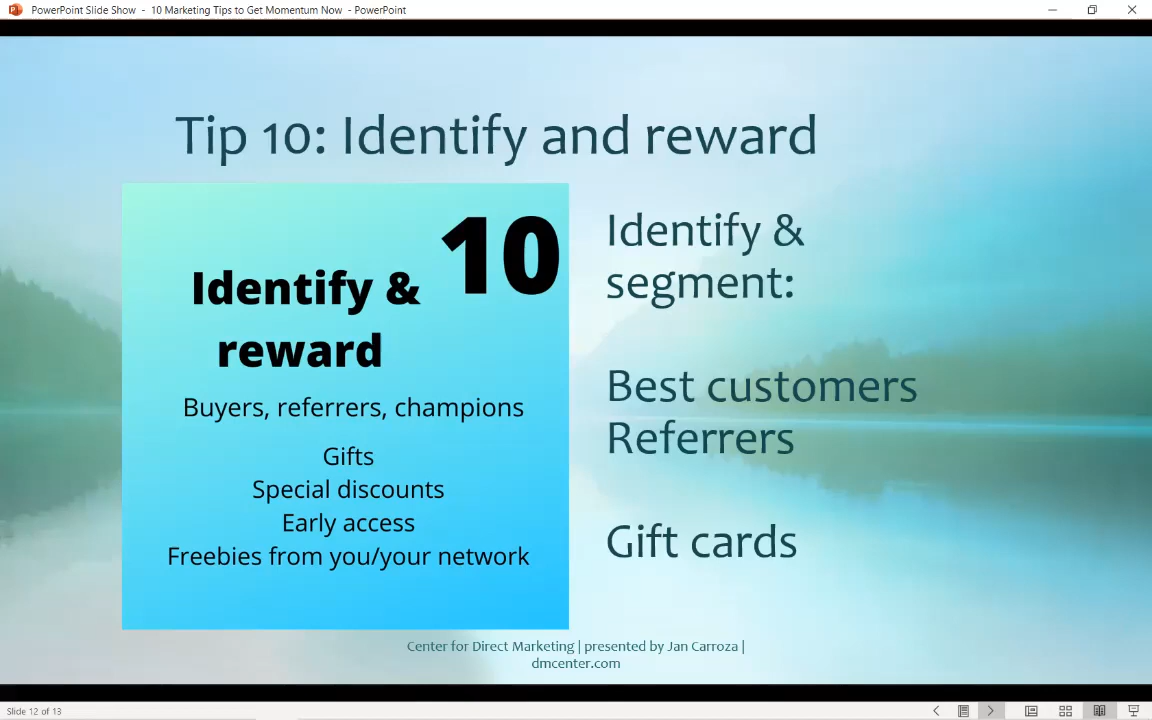 PowerPoint Slide Show - 10 Marketing Tips to Get Momentum Now - PowerPoint
Tip 10: Identify and reward
10
Identify &
reward
Buyers, referrers, champions
Gifts
Special discounts
Early access
Freebies from you/your network
Identify &
segment:
Best customers
Referrers
Gift cards
Center for Direct Marketing | presented by Jan Carroza |
dmcenter.com
Slide 12 of 13